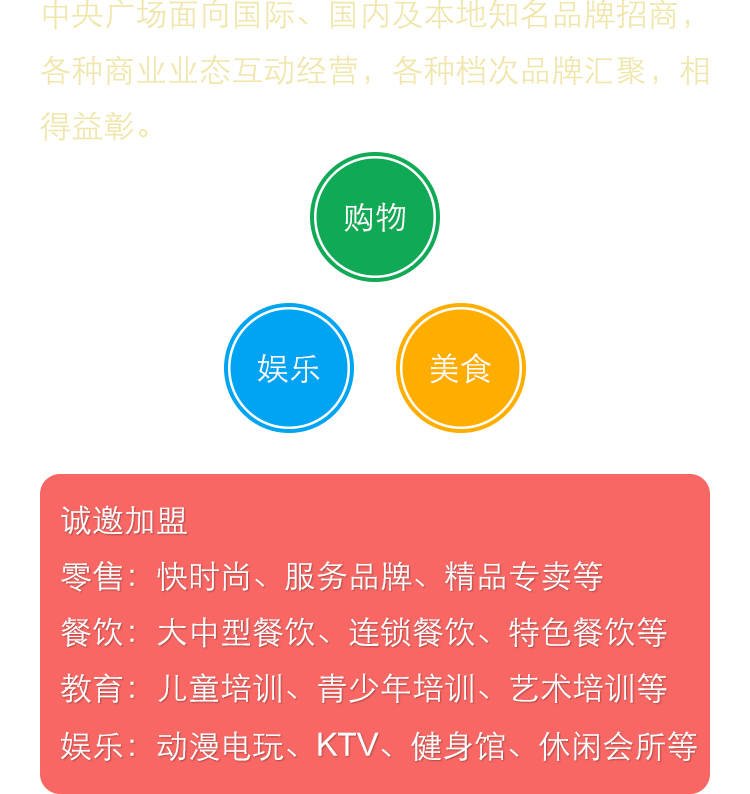 中央广场面向国际、国内及本地知名品牌招商，
各种商业业态互动经营，各种档次品牌汇聚，相
得益彰。
购物
娱乐
美食
诚邀加盟
零售：快时尚、服务品牌、精品专卖等
餐饮：大中型餐饮、连锁餐饮、特色餐饮等
教育：儿童培训、青少年培训、艺术培训等
娱乐：动漫电玩、KTV、健身馆、休闲会所等